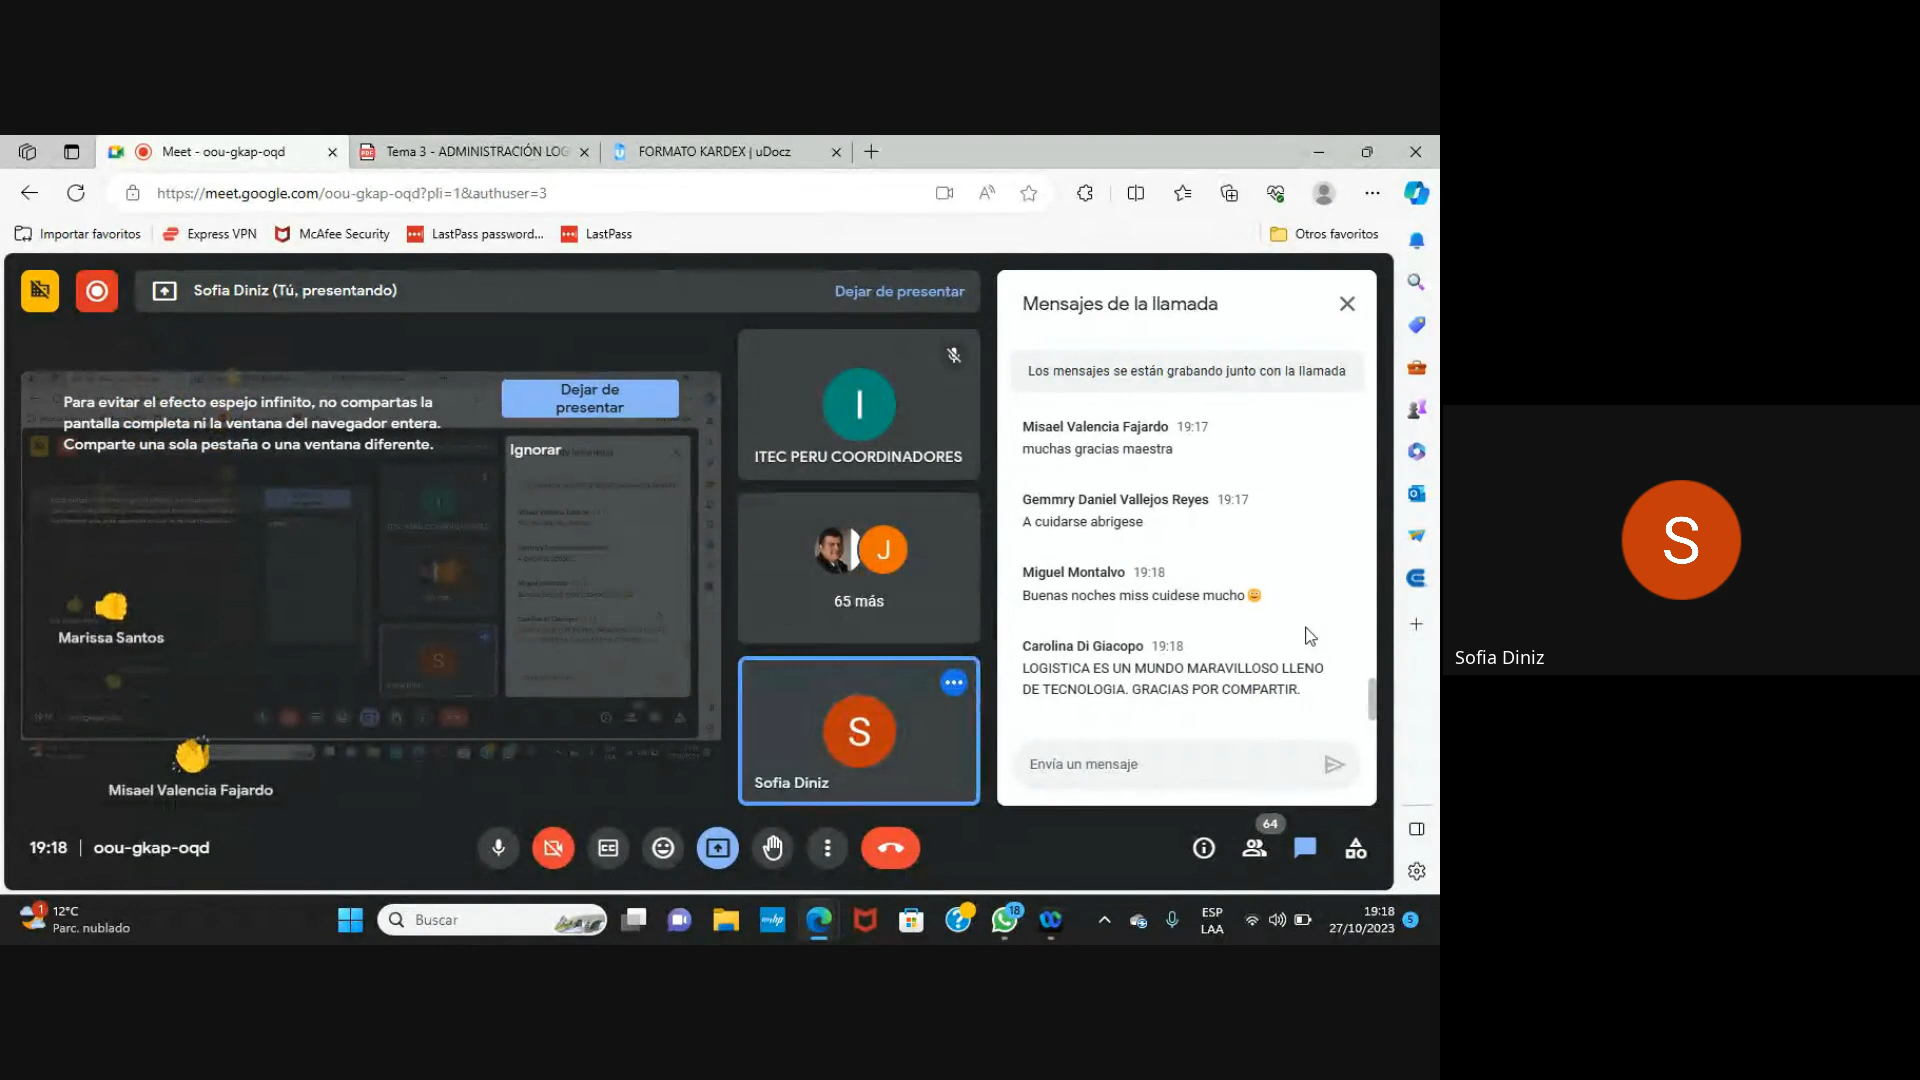 Meet - oou-gkap-oqd
Tema 3 - ADMINISTRACIÓN LOG
FORMATO KARDEX | uDocz
https://meet.google.com/oou-gkap-oqd?pli=1&authuser=3
Importar favoritos
Express VPN
McAfee Security
LastPass password...
LastPass
Otros favoritos
Sofia Diniz (Tú, presentando)
Dejar de presentar
Para evitar el efecto espejo infinito, no compartas la
pantalla completa ni la ventana del navegador entera.
Comparte una sola pestaña o una ventana diferente.
Dejar de
presentar
Ignorar
Marissa Santos
Misael Valencia Fajardo
I
ITEC PERU COORDINADORES
J
65 más
S
Sofia Diniz
Mensajes de la llamada
Los mensajes se están grabando junto con la llamada
Misael Valencia Fajardo 19:17
muchas gracias maestra
Gemmry Daniel Vallejos Reyes 19:17
A cuidarse abrigese
Miguel Montalvo 19:18
Buenas noches miss cuidese mucho
Carolina Di Giacopo 19:18
LOGISTICA ES UN MUNDO MARAVILLOSO LLENO
DE TECNOLOGIA. GRACIAS POR COMPARTIR.
Envía un mensaje
19:18 | oou-gkap-oqd
64
1
12°C
Parc. nublado
Buscar
18
ESP
LAA
19:18
27/10/2023
5
S
Sofia Diniz